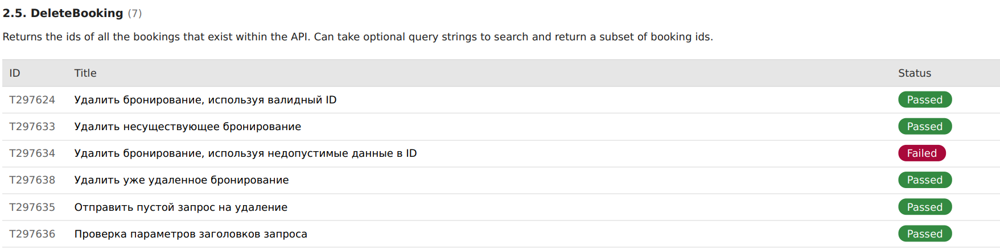 2.5. DeleteBooking (7)
Returns the ids of all the bookings that exist within the API. Can take optional query strings to search and return a subset of booking ids.
ID Title Status
T297624 Удалить бронирование, используя валидный ID Passed
T297633 Удалить несуществующее бронирование Passed
T297634 Удалить бронирование, используя недопустимые данные в ID Failed
T297638 Удалить уже удаленное бронирование Passed
T297635 Отправить пустой запрос на удаление Passed
T297636 Проверка параметров заголовков запроса Passed